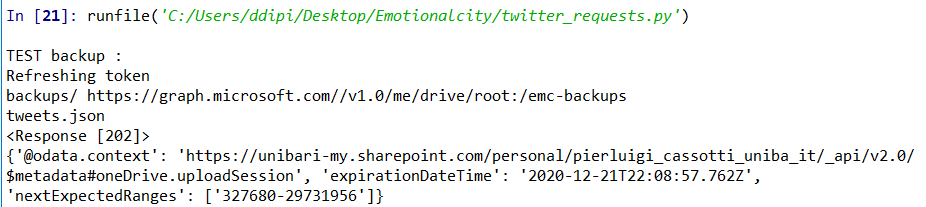 In [21]: runfile('C:/Users/ddipi/Desktop/Emotionalcity/twitter_requests.py')
TEST backup :
Refreshing token
backups/ https://graph.microsoft.com//v1.0/me/drive/root:/emc-backups
tweets.json
<Response [202]>
{'@odata.context': 'https://unibari-my.sharepoint.com/personal/pierluigi_cassotti_uniba_it/_api/v2.0/
$metadata#oneDrive.uploadSession', 'expirationDateTime': '2020-12-21T22:08:57.762Z',
'nextExpectedRanges': ['327680-29731956']}